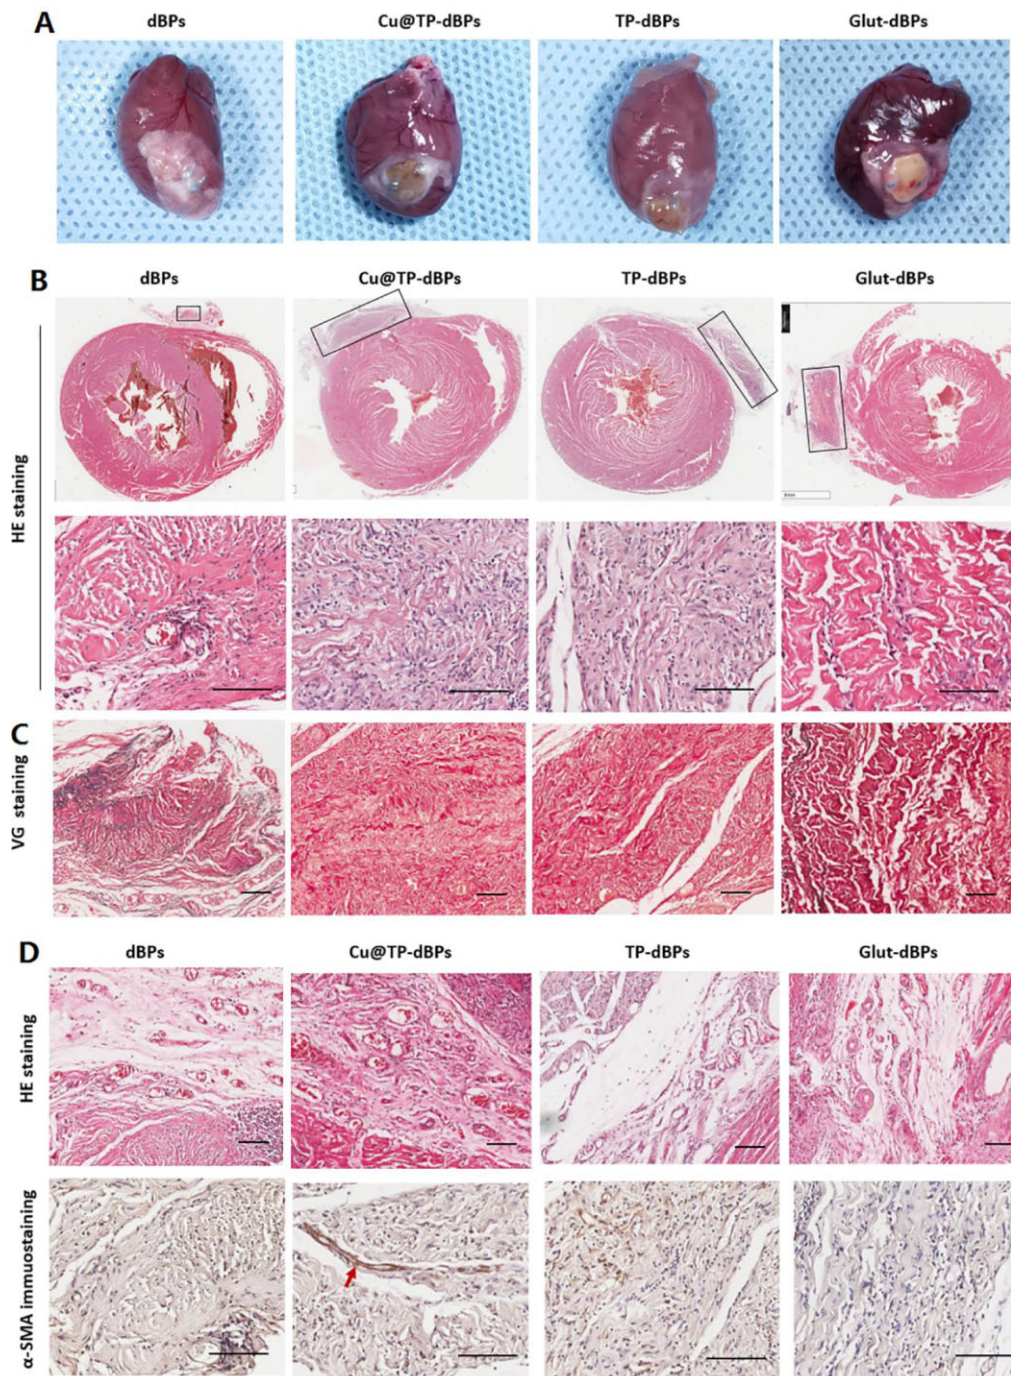 A
dBPs Cu@TP-dBPs TP-dBPs Glut-dBPs
B
dBPs Cu@TP-dBPs TP-dBPs Glut-dBPs
HE staining
C
VG staining
D
dBPs Cu@TP-dBPs TP-dBPs Glut-dBPs
HE staining
α-SMA immuostaining